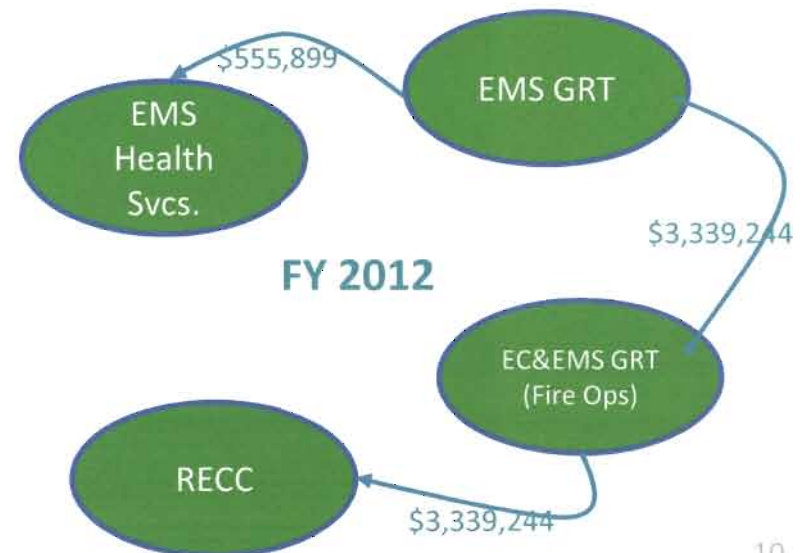 $555,899
EMS GRT
EMS
Health
Svcs.
$3,339,244
FY 2012
EC&EMS GRT
(Fire Ops)
RECC
$3,339,244
10